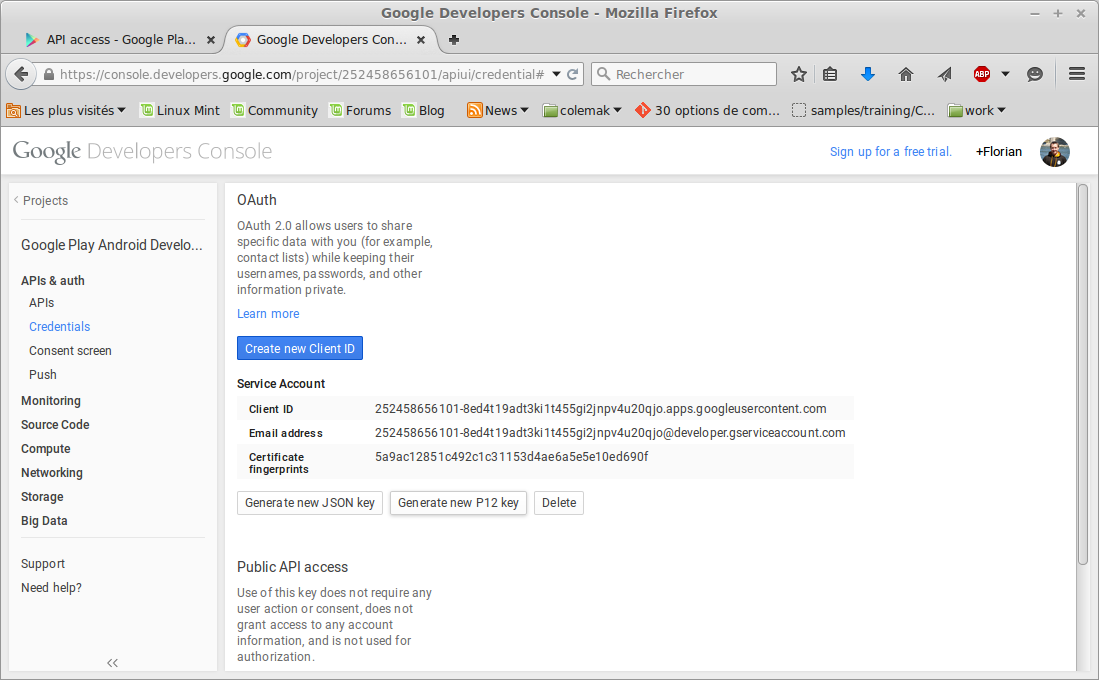 Google Developers Console - Mozilla Firefox
API access - Google Pla...
Google Developers Con...
https://console.developers.google.com/project/252458656101/apiui/credential#
Rechercher
ABP
Les plus visités
Linux Mint
Community
Forums
Blog
News
colemak
30 options de com...
samples/training/C...
work
Google Developers Console
Sign up for a free trial.
+Florian
Projects
Google Play Android Develo...
APIs & auth
APIs
Credentials
Consent screen
Push
Monitoring
Source Code
Compute
Networking
Storage
Big Data
Support
Need help?
OAuth
OAuth 2.0 allows users to share
specific data with you (for example,
contact lists) while keeping their
usernames, passwords, and other
information private.
Learn more
Create new Client ID
Service Account
Client ID 252458656101-8ed4t19adt3ki1t455gi2jnpv4u20qjo.apps.googleusercontent.com
Email address 252458656101-8ed4t19adt3ki1t455gi2jnpv4u20qjo@developer.gserviceaccount.com
Certificate 5a9ac12851c492c1c31153d4ae6a5e5e10ed690f
fingerprints
Generate new JSON key Generate new P12 key Delete
Public API access
Use of this key does not require any
user action or consent, does not
grant access to any account
information, and is not used for
authorization.